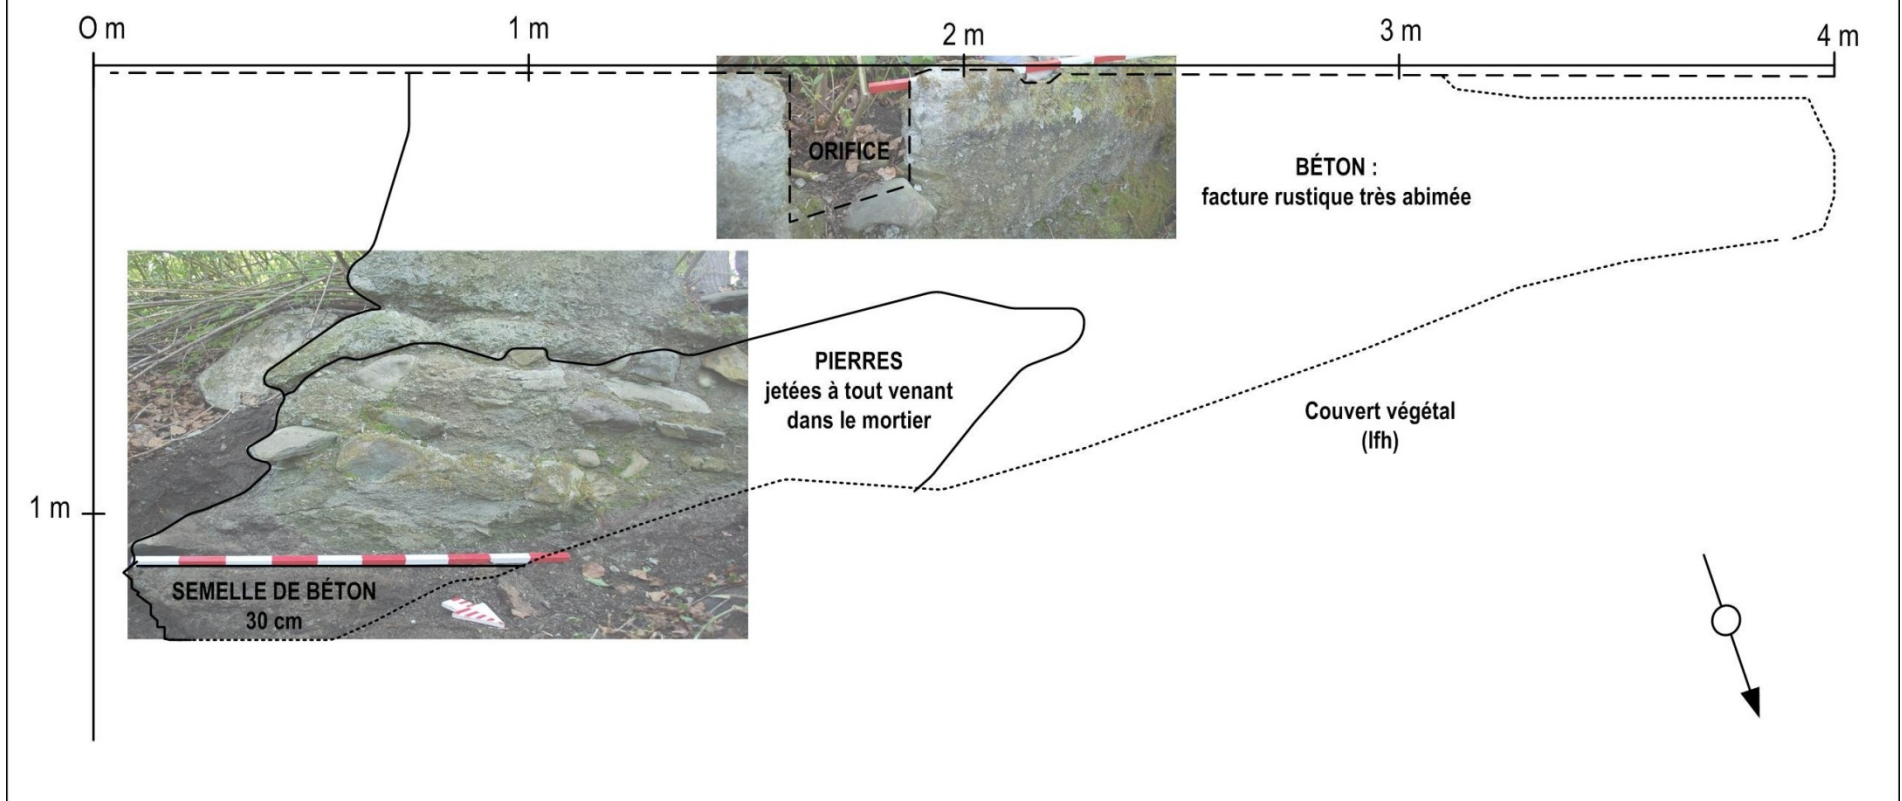 O m
1 m
2 m
3 m
4 m
ORIFICE
BÉTON :
facture rustique très abimée
PIERRES
jetées à tout venant
dans le mortier
Couvert végétal
(lfh)
1 m
SEMELLE DE BÉTON
30 cm